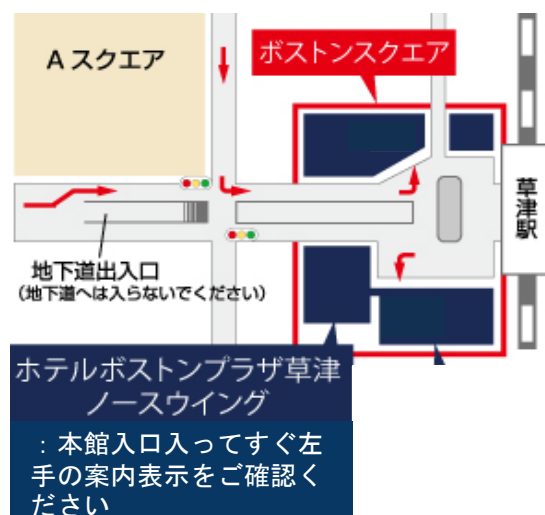 Aスクエア
ボストンスクエア
草津駅
地下道出入口
(地下道へは入らないでください)
ホテルボストンプラザ草津
ノースウイング
：本館入口入ってすぐ左
手の案内表示をご確認く
ださい